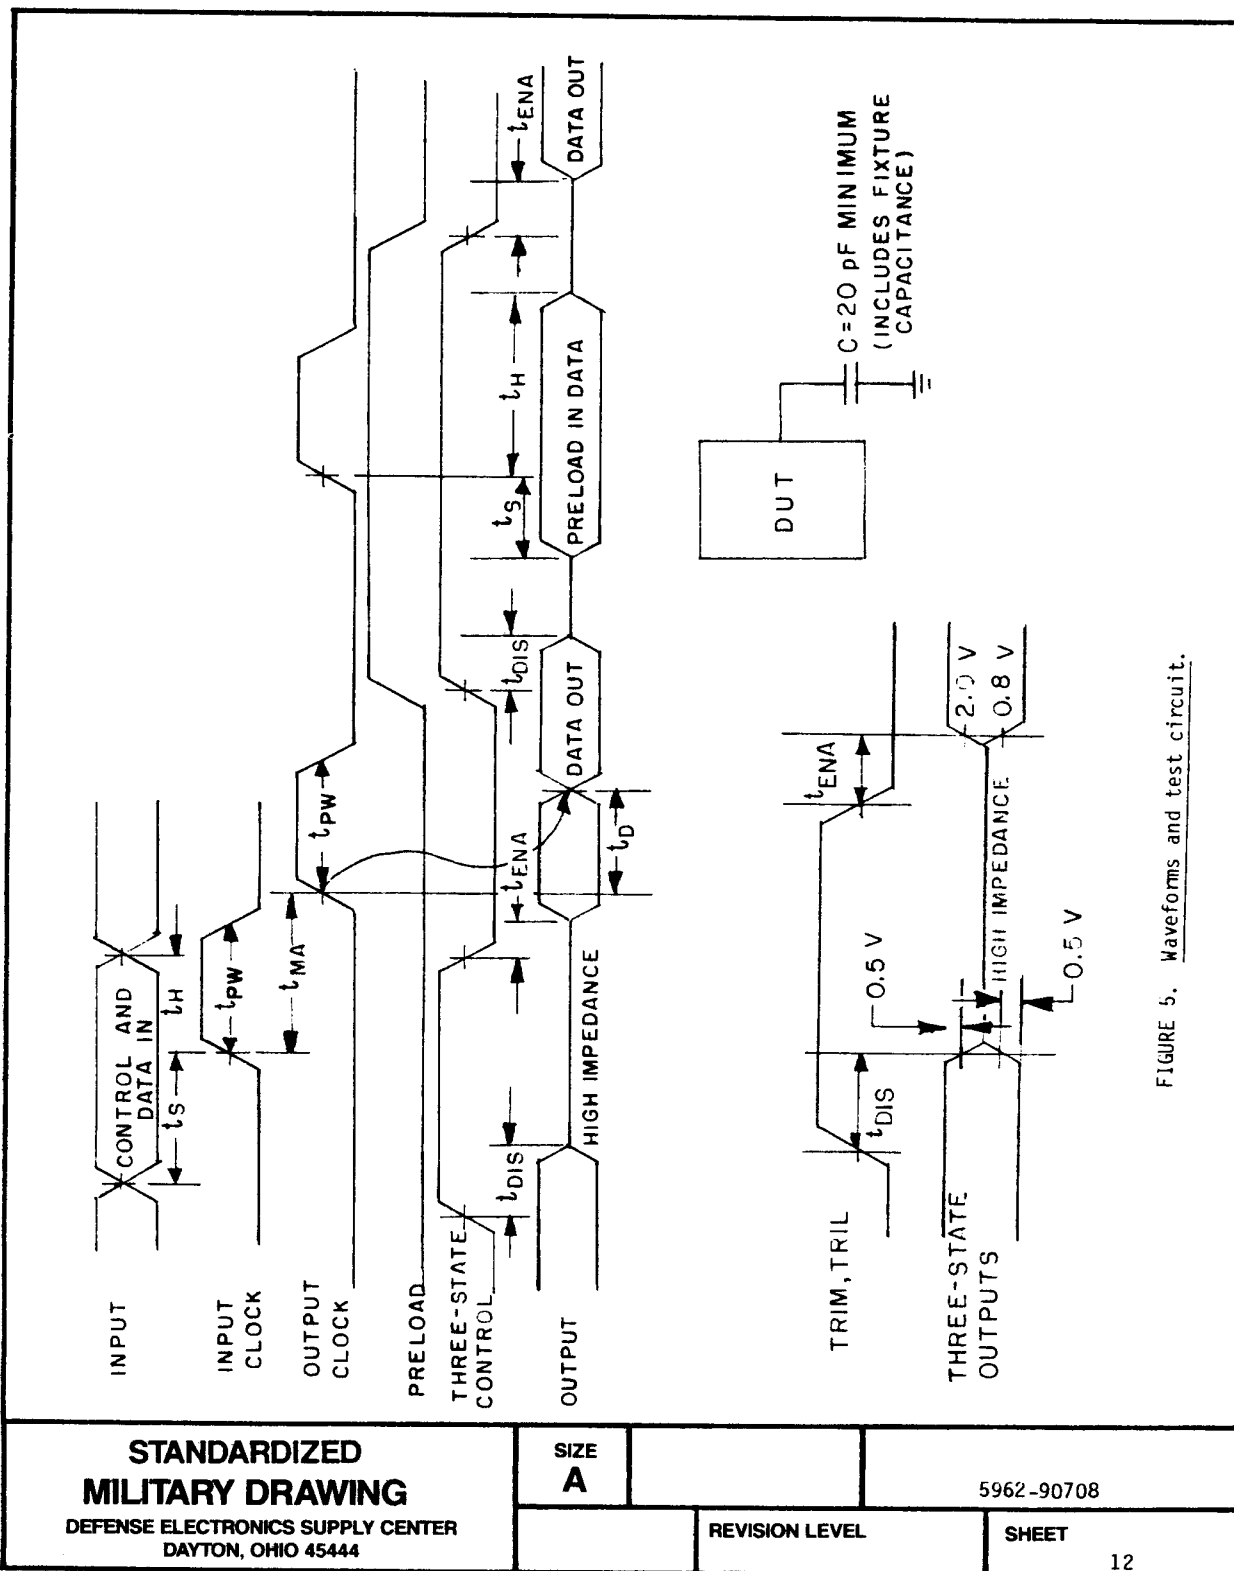 INPUT
CONTROL AND
DATA IN
tS
tH
INPUT
CLOCK
tPW
tMA
OUTPUT
CLOCK
tPW
PRELOAD
THREE-STATE
CONTROL
tDIS
tENA
tDIS
tS
tH
tENA
OUTPUT
HIGH IMPEDANCE
DATA OUT
PRELOAD IN DATA
DATA OUT
tD
DUT
C=20 pF MINIMUM
(INCLUDES FIXTURE
CAPACITANCE)
TRIM,TRIL
tDIS
tENA
0.5 V
THREE-STATE
OUTPUTS
HIGH IMPEDANCE
2.0 V
0.8 V
0.5 V
FIGURE 5. Waveforms and test circuit.
STANDARDIZED
MILITARY DRAWING
DEFENSE ELECTRONICS SUPPLY CENTER
DAYTON, OHIO 45444
SIZE
A
5962-90708
REVISION LEVEL
SHEET
12